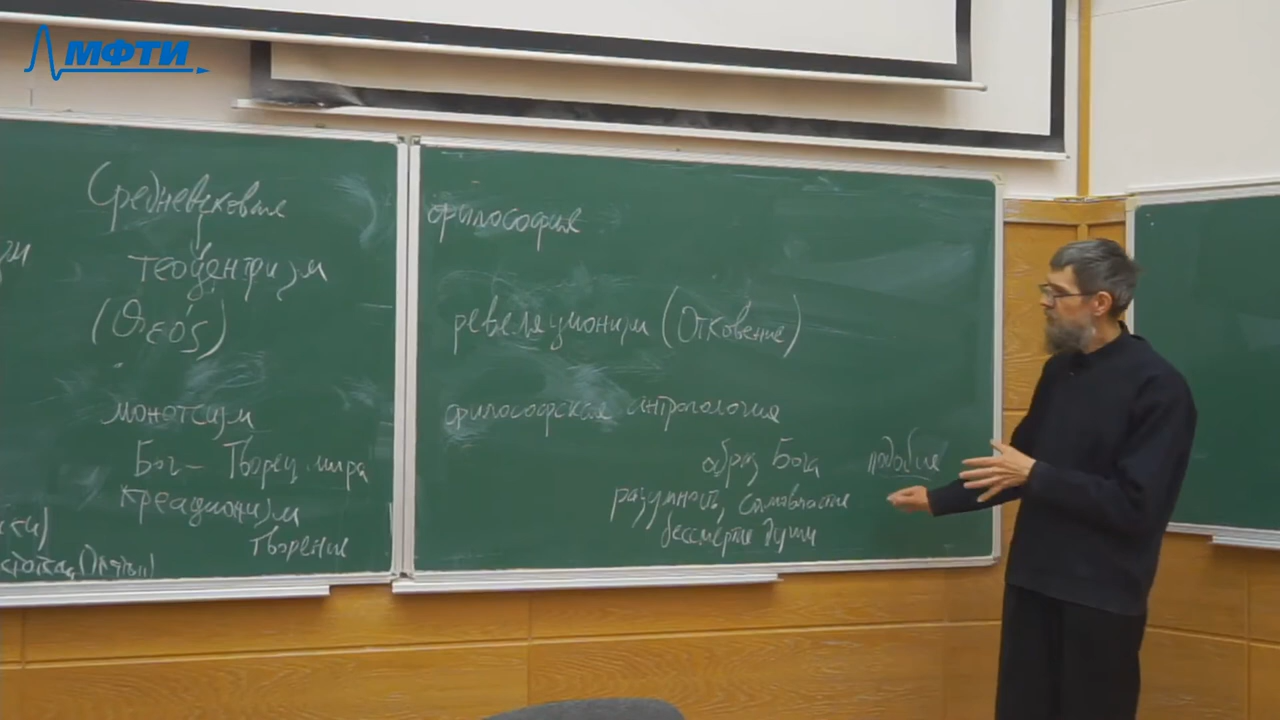 МФТИ
Средневековая философия
теоцентризм
(Θεός)
ревеляционизм (Откровение)
монотеизм
философская антропология
Бог – Творец мира
образ Бога подобие
креационизм
разумность, самовластие
Творение
бессмертие души